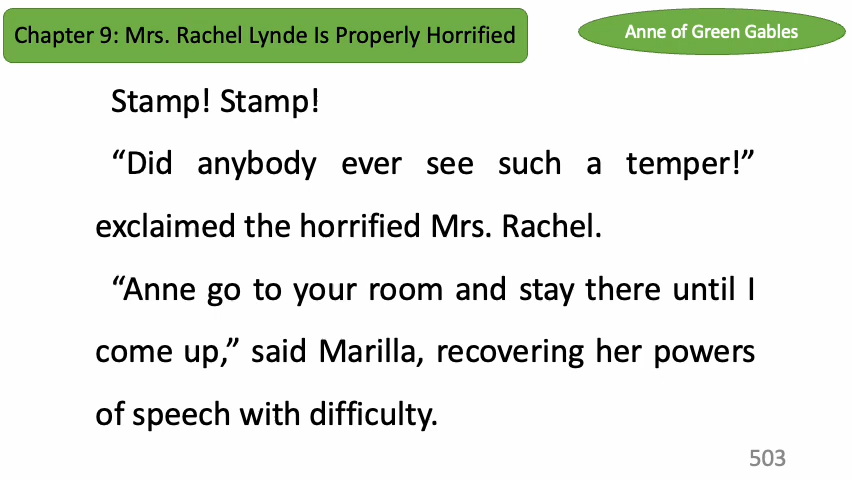 Chapter 9: Mrs. Rachel Lynde Is Properly Horrified
Anne of Green Gables
Stamp! Stamp!
“Did anybody ever see such a temper!”
exclaimed the horrified Mrs. Rachel.
“Anne go to your room and stay there until I
come up,” said Marilla, recovering her powers
of speech with difficulty.
503